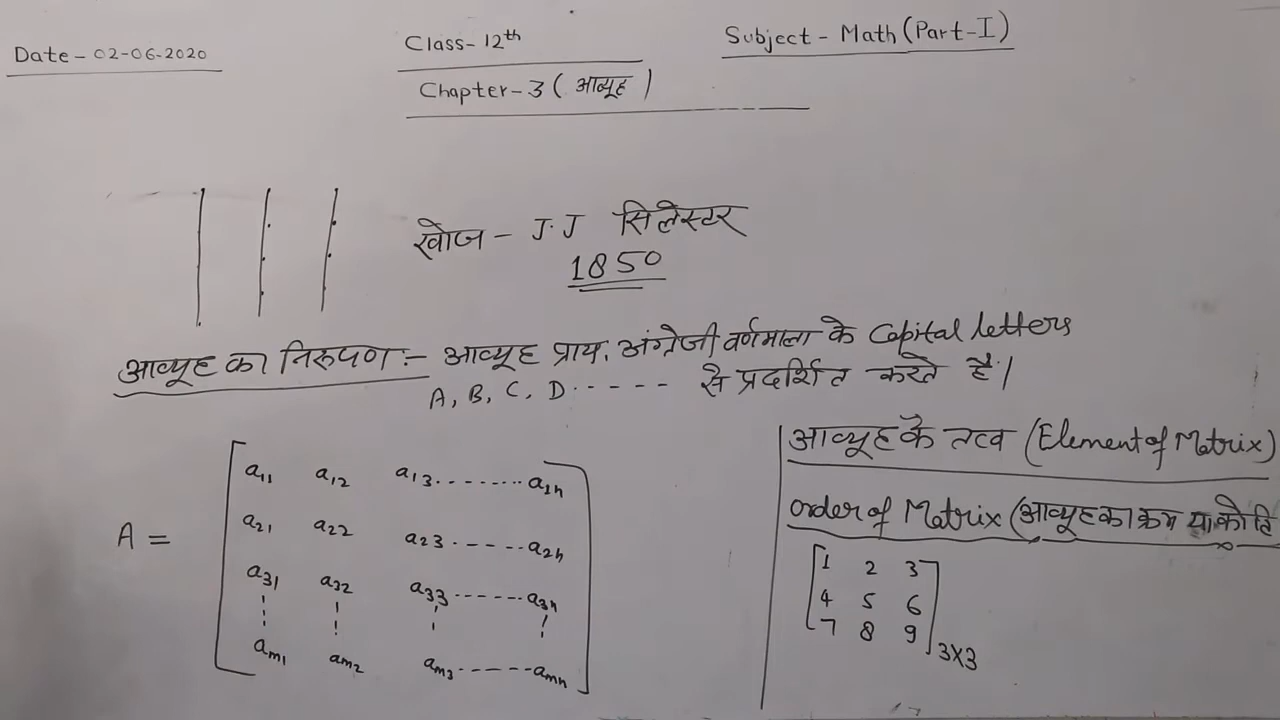 Date - 02-06-2020
Class- 12th
Subject - Math (Part-I)
Chapter-3 ( आव्यूह )
खोज - J.J सिलेस्टर
1850
आव्यूह का निरुपण :- आव्यूह प्राय. अंग्रेजी वर्णमाला के Capital letters
A, B, C, D ------ से प्रदर्शित करते है।
आव्यूह के तत्व (Element of Matrix)
order of Matrix (आव्यूह का क्रम या कोटि
A =
a11 a12 a13 ........ a1n
a21 a22 a23 ------ a2n
a31 a32 a33 ------ a3n
am1 am2 am3 ------ amn
1 2 3
4 5 6
7 8 9
3X3